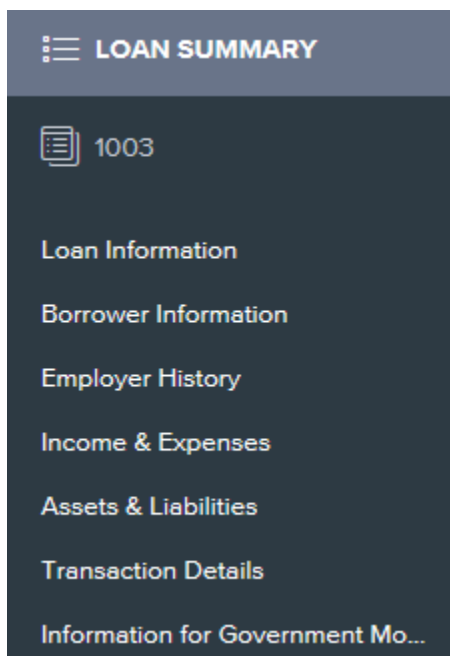 LOAN SUMMARY
1003
Loan Information
Borrower Information
Employer History
Income & Expenses
Assets & Liabilities
Transaction Details
Information for Government Mo...